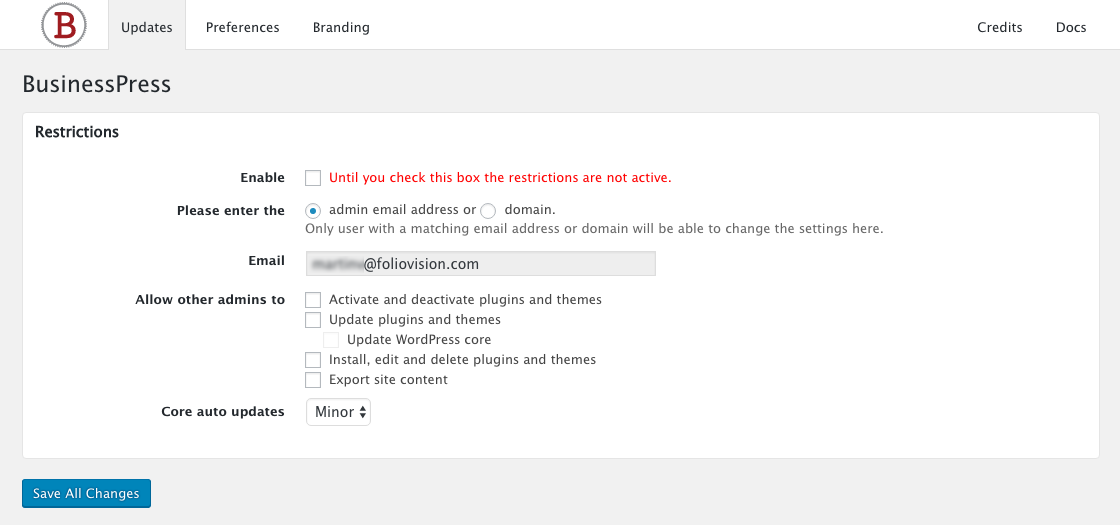 B Updates Preferences Branding Credits Docs
BusinessPress
Restrictions
Enable Until you check this box the restrictions are not active.
Please enter the admin email address or domain.
Only user with a matching email address or domain will be able to change the settings here.
Email @foliovision.com
Allow other admins to Activate and deactivate plugins and themes
Update plugins and themes
Update WordPress core
Install, edit and delete plugins and themes
Export site content
Core auto updates Minor
Save All Changes